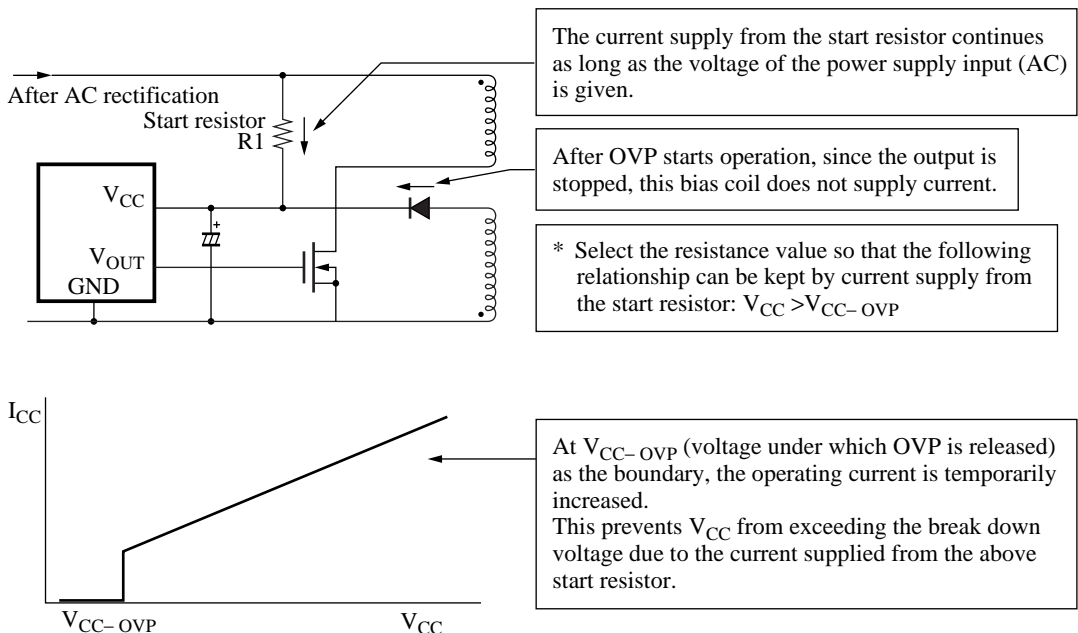 The current supply from the start resistor continues
as long as the voltage of the power supply input (AC)
is given.
After AC rectification
Start resistor
R1
After OVP starts operation, since the output is
stopped, this bias coil does not supply current.
VCC
+
VOUT
GND
* Select the resistance value so that the following
relationship can be kept by current supply from
the start resistor: VCC >VCC– OVP
ICC
At VCC– OVP (voltage under which OVP is released)
as the boundary, the operating current is temporarily
increased.
This prevents VCC from exceeding the break down
voltage due to the current supplied from the above
start resistor.
VCC– OVP
VCC